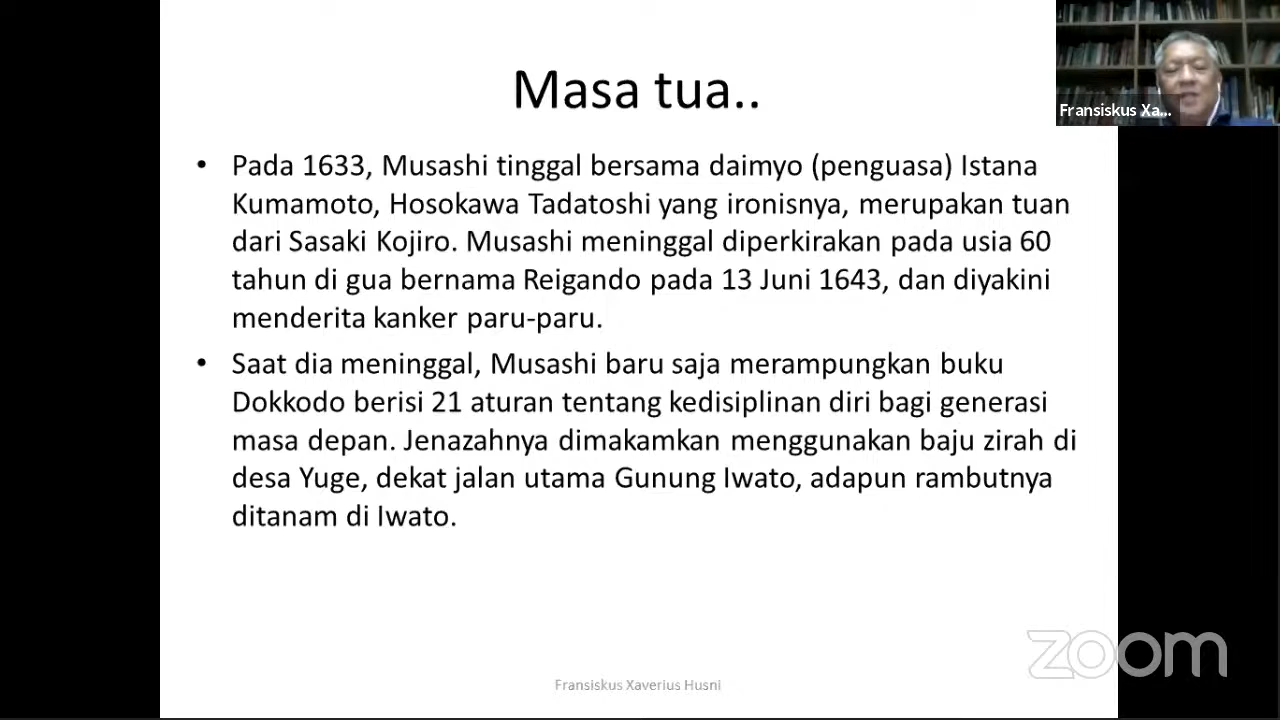 Masa tua..
Fransiskus Xa...
• Pada 1633, Musashi tinggal bersama daimyo (penguasa) Istana
Kumamoto, Hosokawa Tadatoshi yang ironisnya, merupakan tuan
dari Sasaki Kojiro. Musashi meninggal diperkirakan pada usia 60
tahun di gua bernama Reigando pada 13 Juni 1643, dan diyakini
menderita kanker paru-paru.
• Saat dia meninggal, Musashi baru saja merampungkan buku
Dokkodo berisi 21 aturan tentang kedisiplinan diri bagi generasi
masa depan. Jenazahnya dimakamkan menggunakan baju zirah di
desa Yuge, dekat jalan utama Gunung Iwato, adapun rambutnya
ditanam di Iwato.
zoom
Fransiskus Xaverius Husni